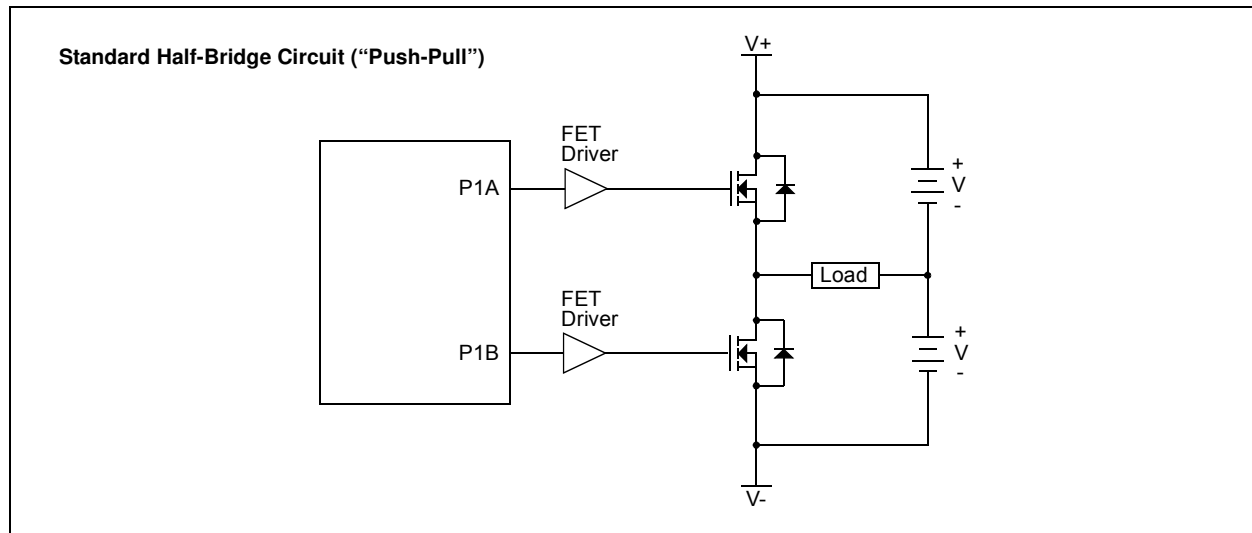 Standard Half-Bridge Circuit (“Push-Pull”)
V+
FET
Driver
P1A
+
V
-
Load
FET
Driver
P1B
+
V
-
V-